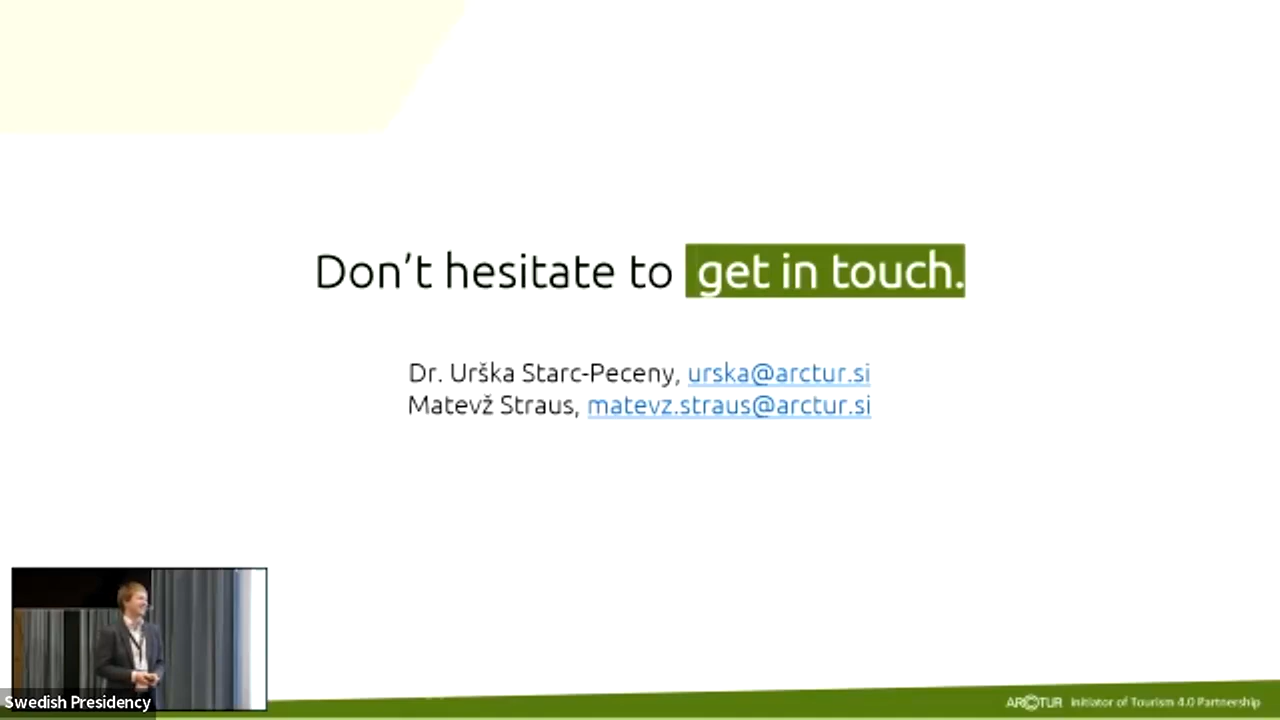 Don’t hesitate to get in touch.
Dr. Urška Starc-Peceny, urska@arctur.si
Matevž Straus, matevz.straus@arctur.si
Swedish Presidency
ARCTUR Initiator of Tourism 4.0 Partnership